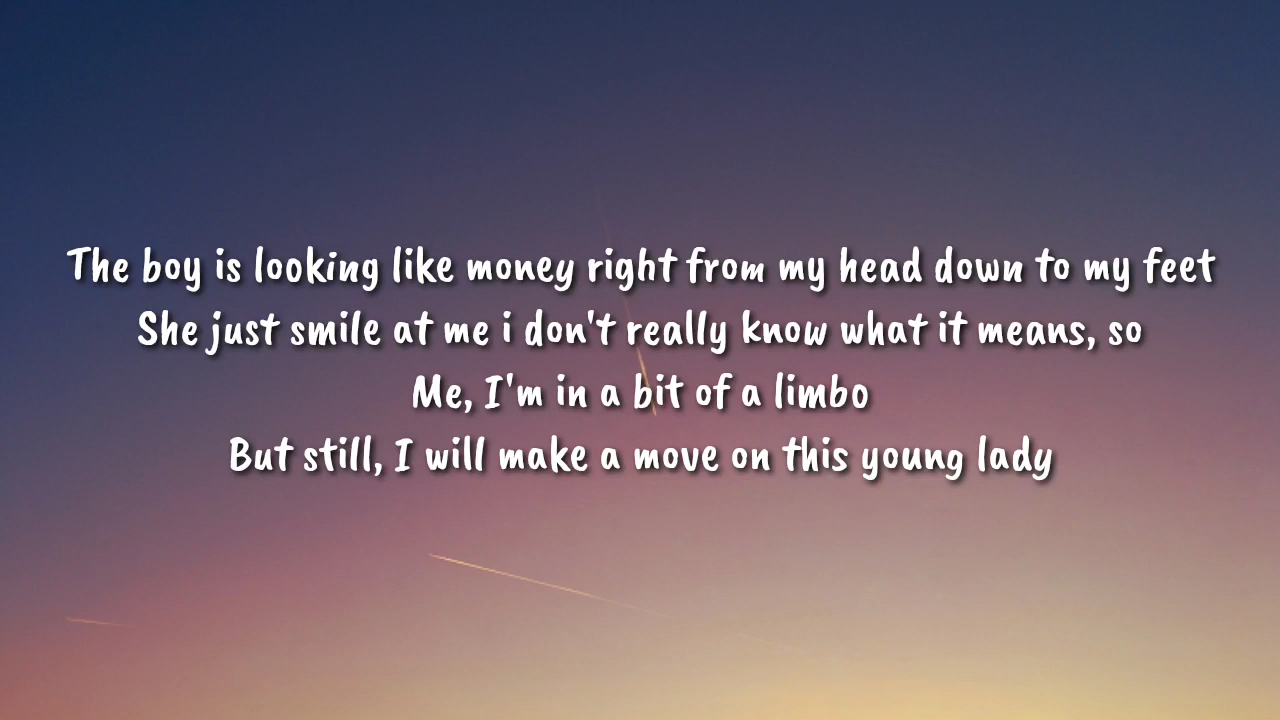 The boy is looking like money right from my head down to my feet
She just smile at me i don't really know what it means, so
Me, I'm in a bit of a limbo
But still, I will make a move on this young lady